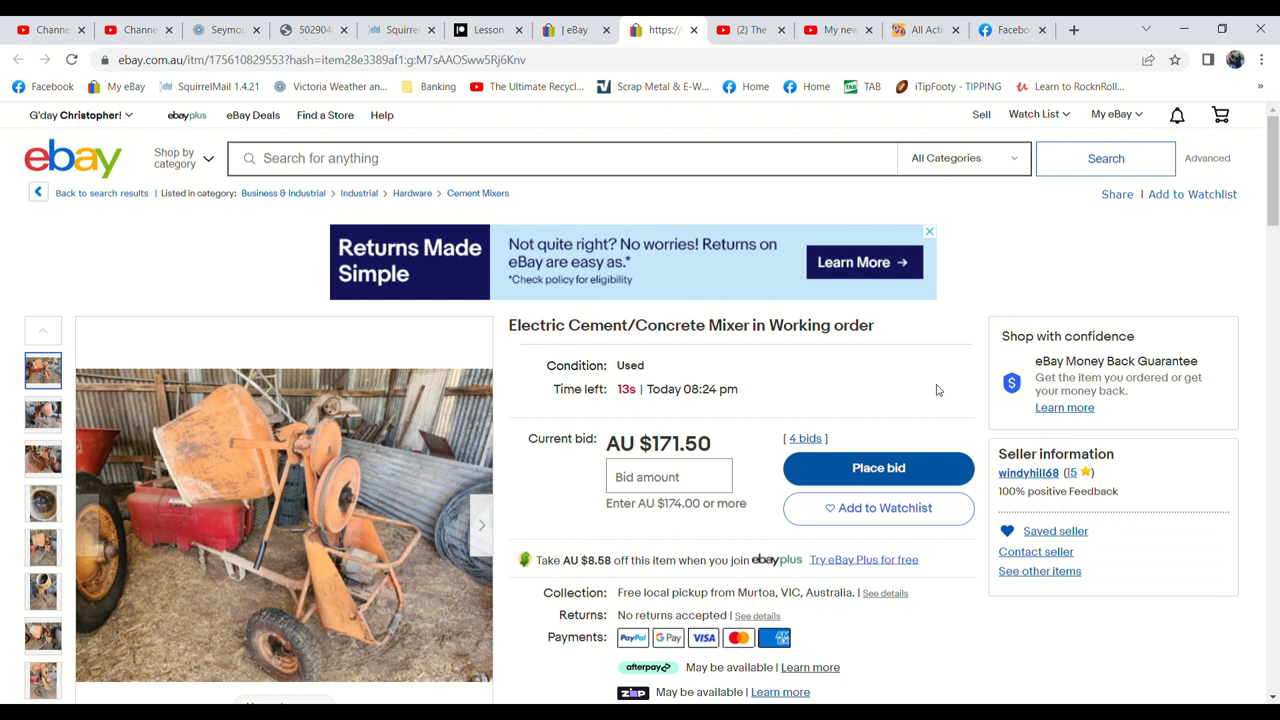 Channe
Channe
Seymou
502904
Squirrel
Lesson
| eBay
https:/
(2) The
My new
All Acti
Facebo
ebay.com.au/itm/175610829553?hash=item28e3389af1:g:M7sAAOSww5Rj6Knv
Facebook
My eBay
SquirrelMail 1.4.21
Victoria Weather an...
Banking
The Ultimate Recycl...
Scrap Metal & E-W...
Home
Home
TAB
TAB
iTipFooty - TIPPING
Learn to RocknRoll...
»
G'day Christopher!
ebayplus
eBay Deals
Find a Store
Help
Sell
Watch List
My eBay
ebay
Shop by category
Search for anything
All Categories
Search
Advanced
Back to search results | Listed in category: Business & Industrial > Industrial > Hardware > Cement Mixers
Share | Add to Watchlist
Returns Made Simple
Not quite right? No worries! Returns on
eBay are easy as.*
*Check policy for eligibility
Learn More →
Electric Cement/Concrete Mixer in Working order
Condition: Used
Time left: 13s | Today 08:24 pm
Current bid: AU $171.50
[ 4 bids ]
Bid amount
Place bid
Enter AU $174.00 or more
Add to Watchlist
Take AU $8.58 off this item when you join ebayplus Try eBay Plus for free
Collection: Free local pickup from Murtoa, VIC, Australia. | See details
Returns: No returns accepted | See details
Payments: PayPal G Pay VISA AM EX
afterpay May be available | Learn more
ZIP May be available | Learn more
Shop with confidence
eBay Money Back Guarantee
Get the item you ordered or get
your money back.
Learn more
Seller information
windyhill68 (15)
100% positive Feedback
Saved seller
Contact seller
See other items